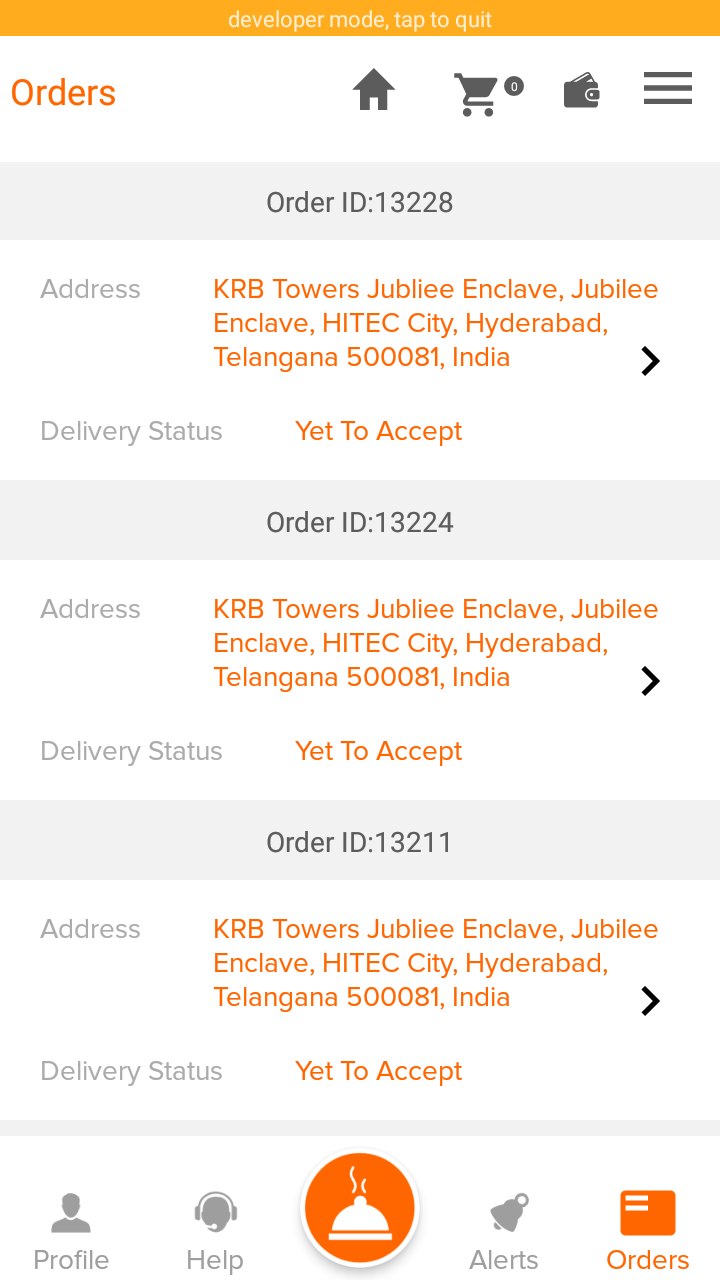 developer mode, tap to quit
Orders
0
Order ID:13228
Address
KRB Towers Jubliee Enclave, Jubilee
Enclave, HITEC City, Hyderabad,
Telangana 500081, India
Delivery Status
Yet To Accept
Order ID:13224
Address
KRB Towers Jubliee Enclave, Jubilee
Enclave, HITEC City, Hyderabad,
Telangana 500081, India
Delivery Status
Yet To Accept
Order ID:13211
Address
KRB Towers Jubliee Enclave, Jubilee
Enclave, HITEC City, Hyderabad,
Telangana 500081, India
Delivery Status
Yet To Accept
Profile
Help
Alerts
Orders